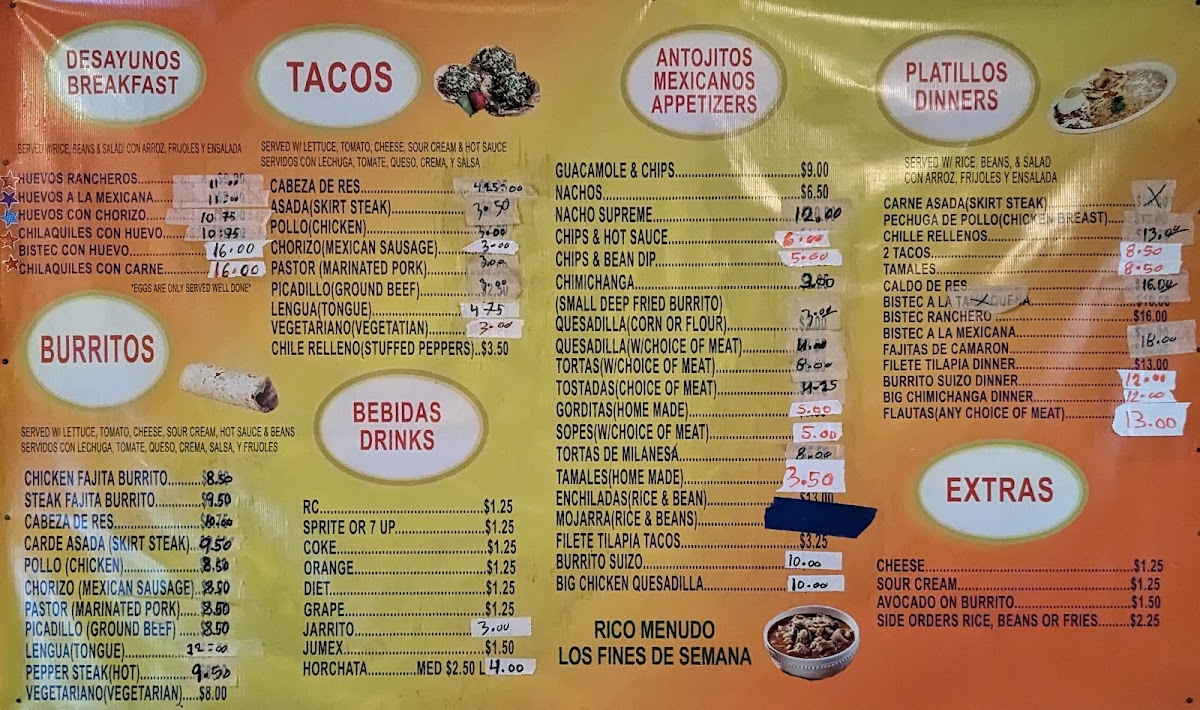 DESAYUNOS
BREAKFAST
SERVED W/RICE, BEANS & SALAD/ CON ARROZ, FRIJOLES Y ENSALADA
HUEVOS RANCHEROS
HUEVOS A LA MEXICANA
HUEVOS CON CHORIZO......10.75
CHILAQUILES CON HUEVO......10.75
BISTEC CON HUEVO......16.00
CHILAQUILES CON CARNE......16.00
*EGGS ARE ONLY SERVED WELL DONE*
BURRITOS
SERVED W/ LETTUCE, TOMATO, CHEESE, SOUR CREAM, HOT SAUCE & BEANS
SERVIDOS CON LECHUGA, TOMATE, QUESO, CREMA, SALSA, Y FRIJOLES
CHICKEN FAJITA BURRITO.........$8.50
STEAK FAJITA BURRITO............$9.50
CABEZA DE RES
CARDE ASADA (SKIRT STEAK)...9.50
POLLO (CHICKEN)...8.50
CHORIZO (MEXICAN SAUSAGE)..8.50
PASTOR (MARINATED PORK).....8.50
PICADILLO (GROUND BEEF) ......8.50
LENGUA(TONGUE)......12.00
PEPPER STEAK(HOT)......9.50
VEGETARIANO(VEGETARIAN).....$8.00
TACOS
SERVED W/ LETTUCE, TOMATO, CHEESE, SOUR CREAM & HOT SAUCE
SERVIDOS CON LECHUGA, TOMATE, QUESO, CREMA, Y SALSA
CABEZA DE RES
ASADA(SKIRT STEAK)......3.50
POLLO(CHICKEN)......3.00
CHORIZO(MEXICAN SAUSAGE)......3.00
PASTOR (MARINATED PORK)......3.00
PICADILLO(GROUND BEEF)
LENGUA(TONGUE)......4.75
VEGETARIANO(VEGETATIAN)......3.00
CHILE RELLENO(STUFFED PEPPERS)..$3.50
BEBIDAS
DRINKS
RC......$1.25
SPRITE OR 7 UP......$1.25
COKE......$1.25
ORANGE......$1.25
DIET......$1.25
GRAPE......$1.25
JARRITO......3.00
JUMEX......$1.50
HORCHATA......MED $2.50 L 4.00
ANTOJITOS
MEXICANOS
APPETIZERS
GUACAMOLE & CHIPS......$9.00
NACHOS......$6.50
NACHO SUPREME......12.00
CHIPS & HOT SAUCE......6.00
CHIPS & BEAN DIP......5.00
CHIMICHANGA
(SMALL DEEP FRIED BURRITO)
QUESADILLA(CORN OR FLOUR)
QUESADILLA(W/CHOICE OF MEAT)
TORTAS(W/CHOICE OF MEAT)......8.00
TOSTADAS(CHOICE OF MEAT)
GORDITAS(HOME MADE)......5.00
SOPES(W/CHOICE OF MEAT)......5.00
TORTAS DE MILANESA......8.00
TAMALES(HOME MADE)......3.50
ENCHILADAS(RICE & BEAN)......$13.00
MOJARRA(RICE & BEANS)
FILETE TILAPIA TACOS......$3.25
BURRITO SUIZO......10.00
BIG CHICKEN QUESADILLA......10.00
RICO MENUDO
LOS FINES DE SEMANA
PLATILLOS
DINNERS
SERVED W/ RICE, BEANS, & SALAD
CON ARROZ, FRIJOLES Y ENSALADA
CARNE ASADA(SKIRT STEAK)......X
PECHUGA DE POLLO(CHICKEN BREAST)
CHILLE RELLENOS......13.00
2 TACOS......8.50
TAMALES......8.50
CALDO DE RES......16.00
BISTEC A LA
BISTEC RANCHERO......$16.00
BISTEC A LA MEXICANA
FAJITAS DE CAMARON......18.00
FILETE TILAPIA DINNER......$13.00
BURRITO SUIZO DINNER......12.00
BIG CHIMICHANGA DINNER......12.00
FLAUTAS(ANY CHOICE OF MEAT)......13.00
EXTRAS
CHEESE......$1.25
SOUR CREAM......$1.25
AVOCADO ON BURRITO......$1.50
SIDE ORDERS RICE, BEANS OR FRIES........$2.25